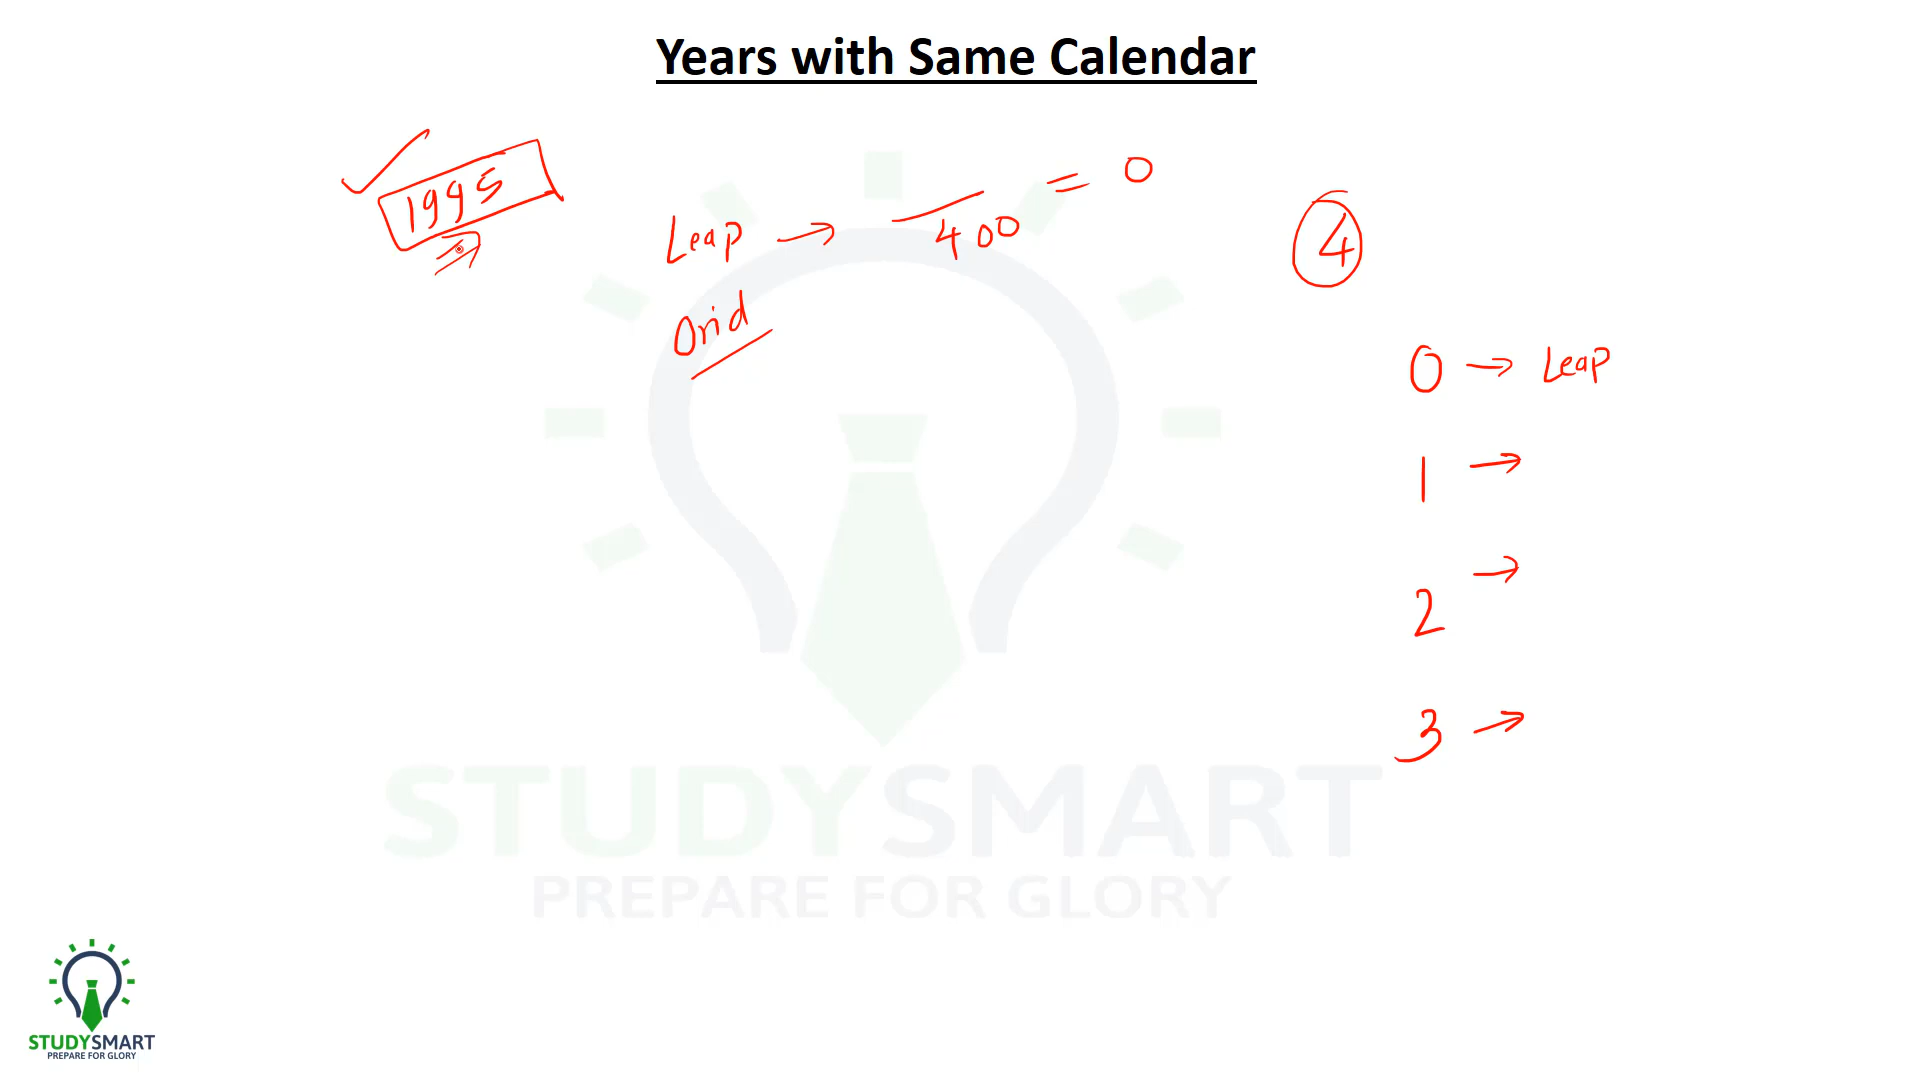 Years with Same Calendar
1995
Leap → /400 = 0
Orid
4
0 → Leap
1 →
2 →
3 →
STUDYSMART
PREPARE FOR GLORY
STUDYSMART
PREPARE FOR GLORY